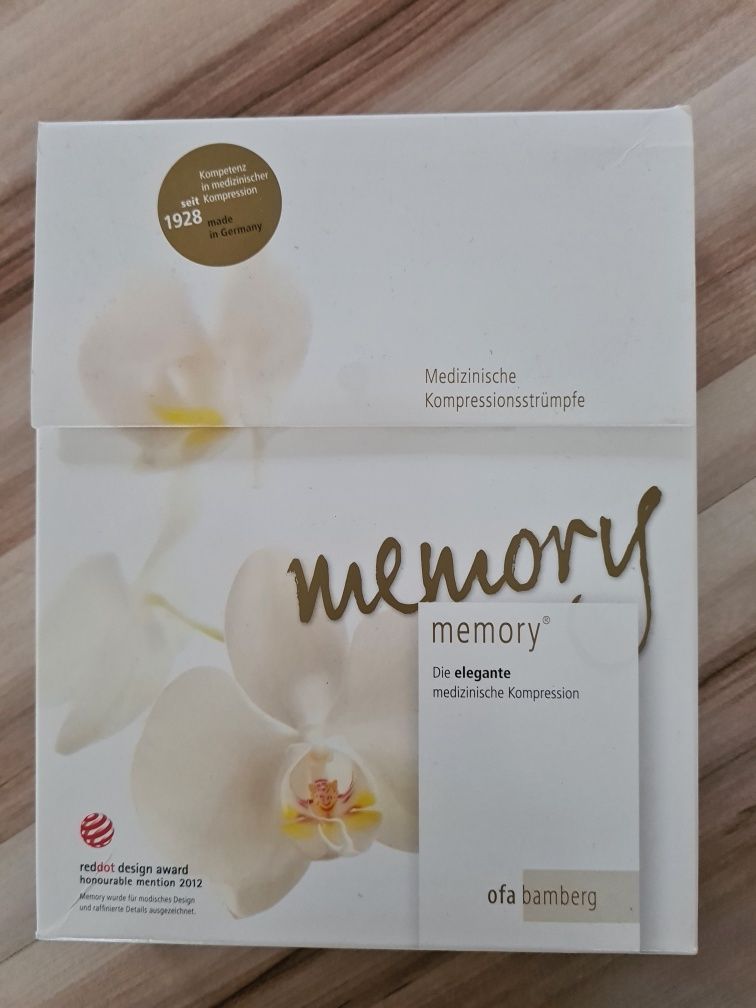 Kompetenz
in medizinischer
seit Kompression
1928 made
in Germany
Medizinische
Kompressionsstrümpfe
memory
memory®
Die elegante
medizinische Kompression
reddot design award
honourable mention 2012
Memory wurde für modisches Design
und raffinierte Details ausgezeichnet.
ofa bamberg